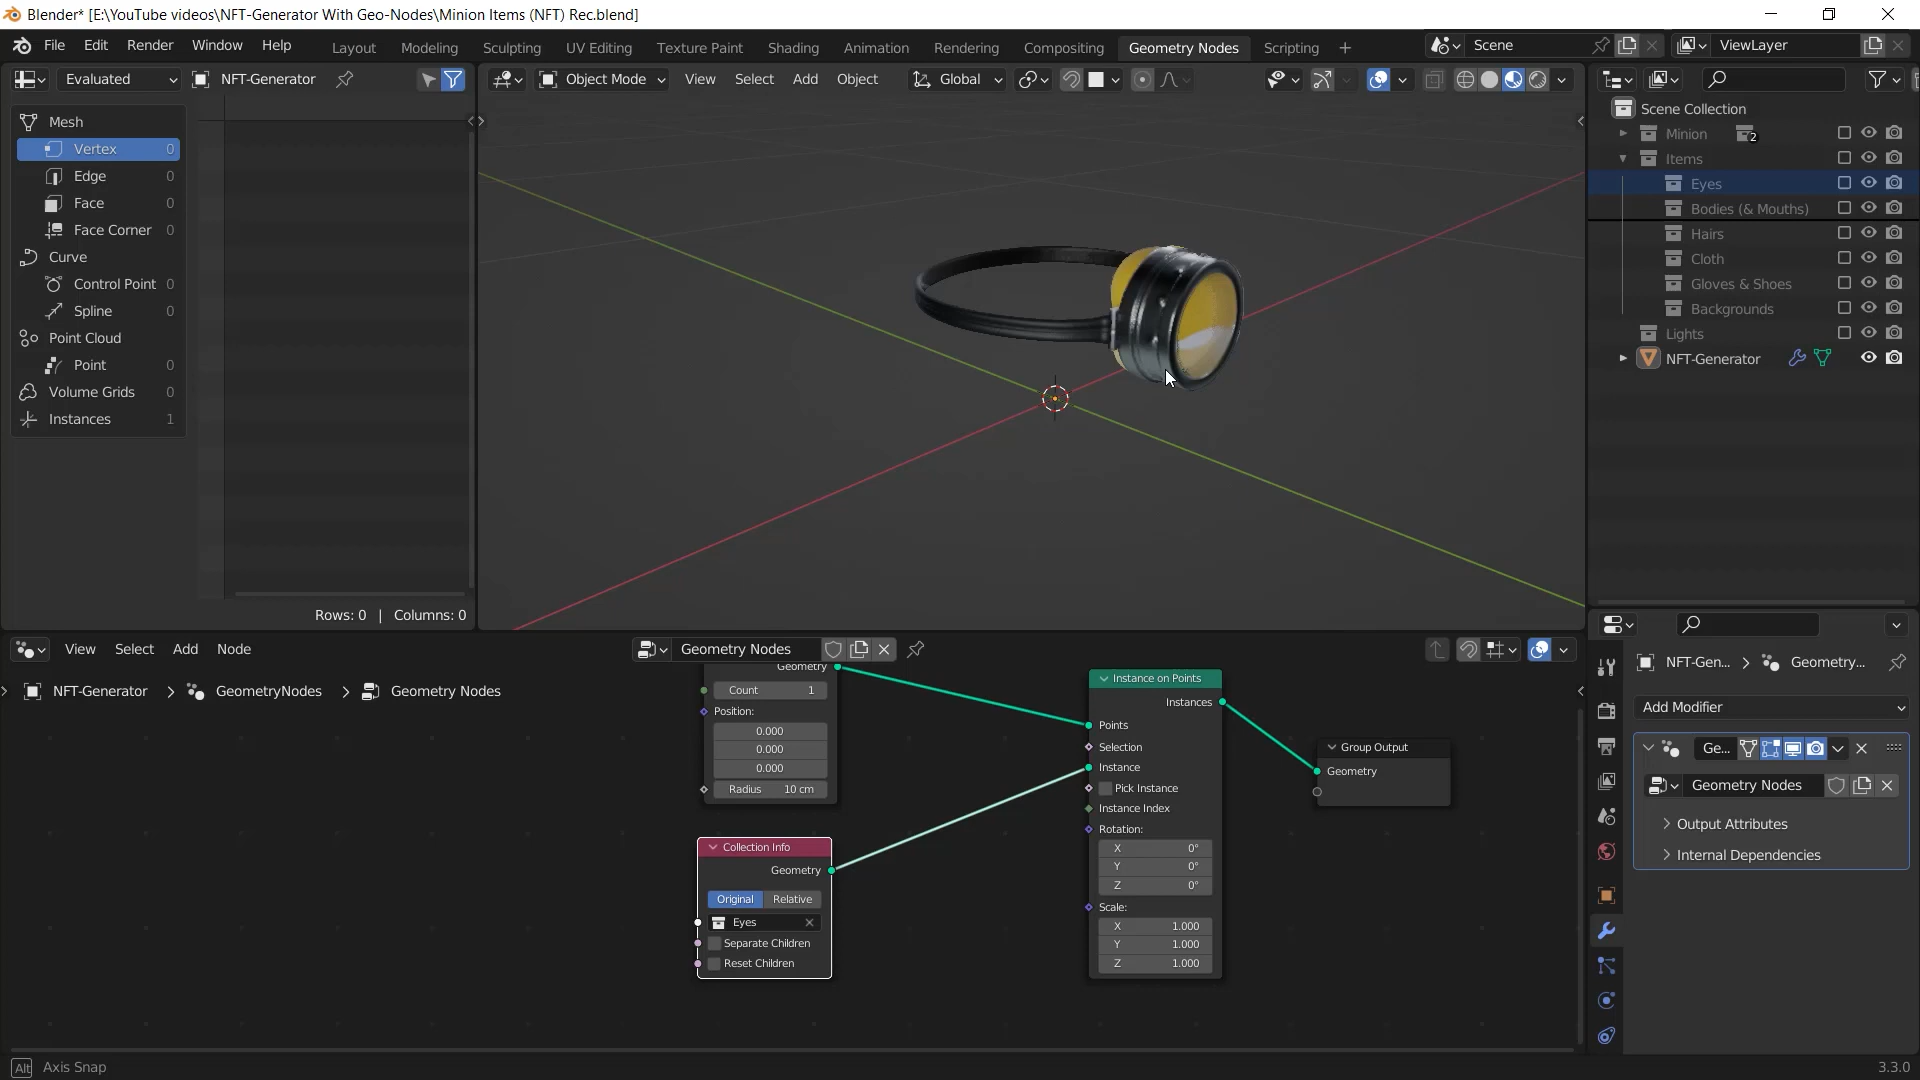 Blender* [E:\YouTube videos\NFT-Generator With Geo-Nodes\Minion Items (NFT) Rec.blend]
File Edit Render Window Help Layout Modeling Sculpting UV Editing Texture Paint Shading Animation Rendering Compositing Geometry Nodes Scripting + Scene ViewLayer
Evaluated NFT-Generator Object Mode View Select Add Object Global
Mesh
Vertex 0
Edge 0
Face 0
Face Corner 0
Curve
Control Point 0
Spline 0
Point Cloud
Point 0
Volume Grids 0
Instances 1
Rows: 0 | Columns: 0
Scene Collection
Minion 2
Items
Eyes
Bodies (& Mouths)
Hairs
Cloth
Gloves & Shoes
Backgrounds
Lights
NFT-Generator
View Select Add Node Geometry Nodes
NFT-Generator > GeometryNodes > Geometry Nodes
Geometry
Count 1
Position:
0.000
0.000
0.000
Radius 10 cm
Collection Info
Geometry
Original Relative
Eyes
Separate Children
Reset Children
Instance on Points
Instances
Points
Selection
Instance
Pick Instance
Instance Index
Rotation:
X 0°
Y 0°
Z 0°
Scale:
X 1.000
Y 1.000
Z 1.000
Group Output
Geometry
NFT-Gen... > Geometry...
Add Modifier
Ge...
Geometry Nodes
> Output Attributes
> Internal Dependencies
Alt Axis Snap
3.3.0